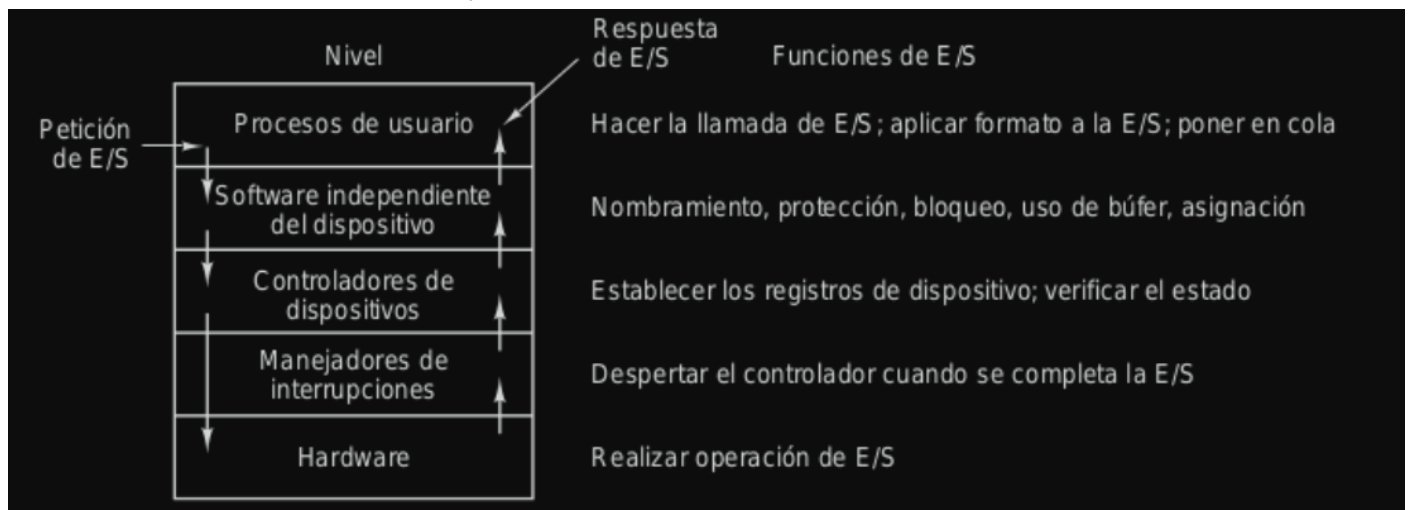 Nivel
Respuesta
de E/S
Funciones de E/S
Petición
de E/S
Procesos de usuario
Hacer la llamada de E/S; aplicar formato a la E/S; poner en cola
Software independiente
del dispositivo
Nombramiento, protección, bloqueo, uso de búfer, asignación
Controladores de
dispositivos
Establecer los registros de dispositivo; verificar el estado
Manejadores de
interrupciones
Despertar el controlador cuando se completa la E/S
Hardware
Realizar operación de E/S